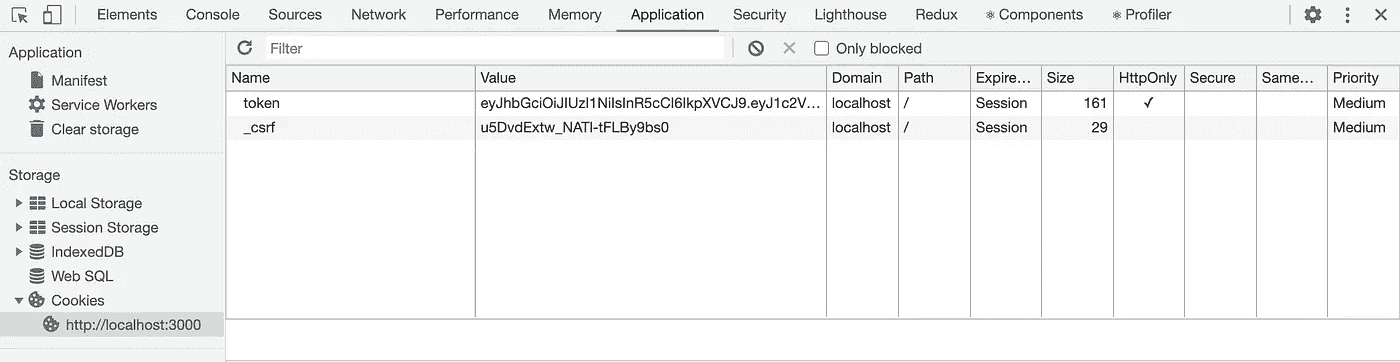 Elements Console Sources Network Performance Memory Application Security Lighthouse Redux ⚛ Components ⚛ Profiler
Application
Manifest
Service Workers
Clear storage
Storage
Local Storage
Session Storage
IndexedDB
Web SQL
Cookies
http://localhost:3000
Filter Only blocked
Name Value Domain Path Expire… Size HttpOnly Secure Same… Priority
token eyJhbGciOiJIUzI1NiIsInR5cCI6IkpXVCJ9.eyJ1c2V… localhost / Session 161 ✓ Medium
_csrf u5DvdExtw_NATI-tFLBy9bs0 localhost / Session 29 Medium